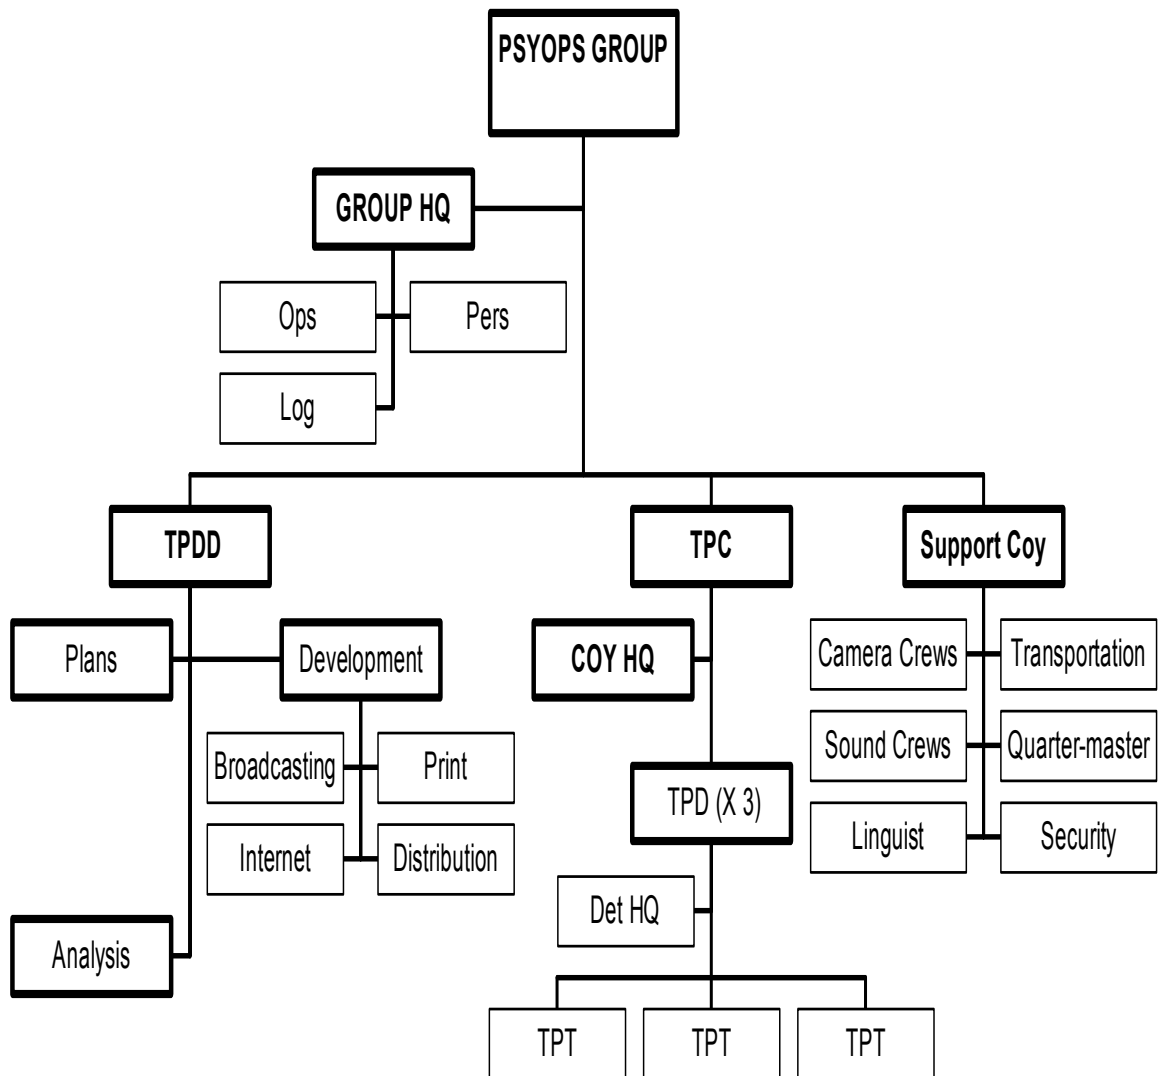 PSYOPS GROUP
GROUP HQ
Ops
Pers
Log
TPDD
TPC
Support Coy
Plans
Development
COY HQ
Camera Crews
Transportation
Broadcasting
Print
Sound Crews
Quarter-master
TPD (X 3)
Internet
Distribution
Linguist
Security
Det HQ
Analysis
TPT
TPT
TPT